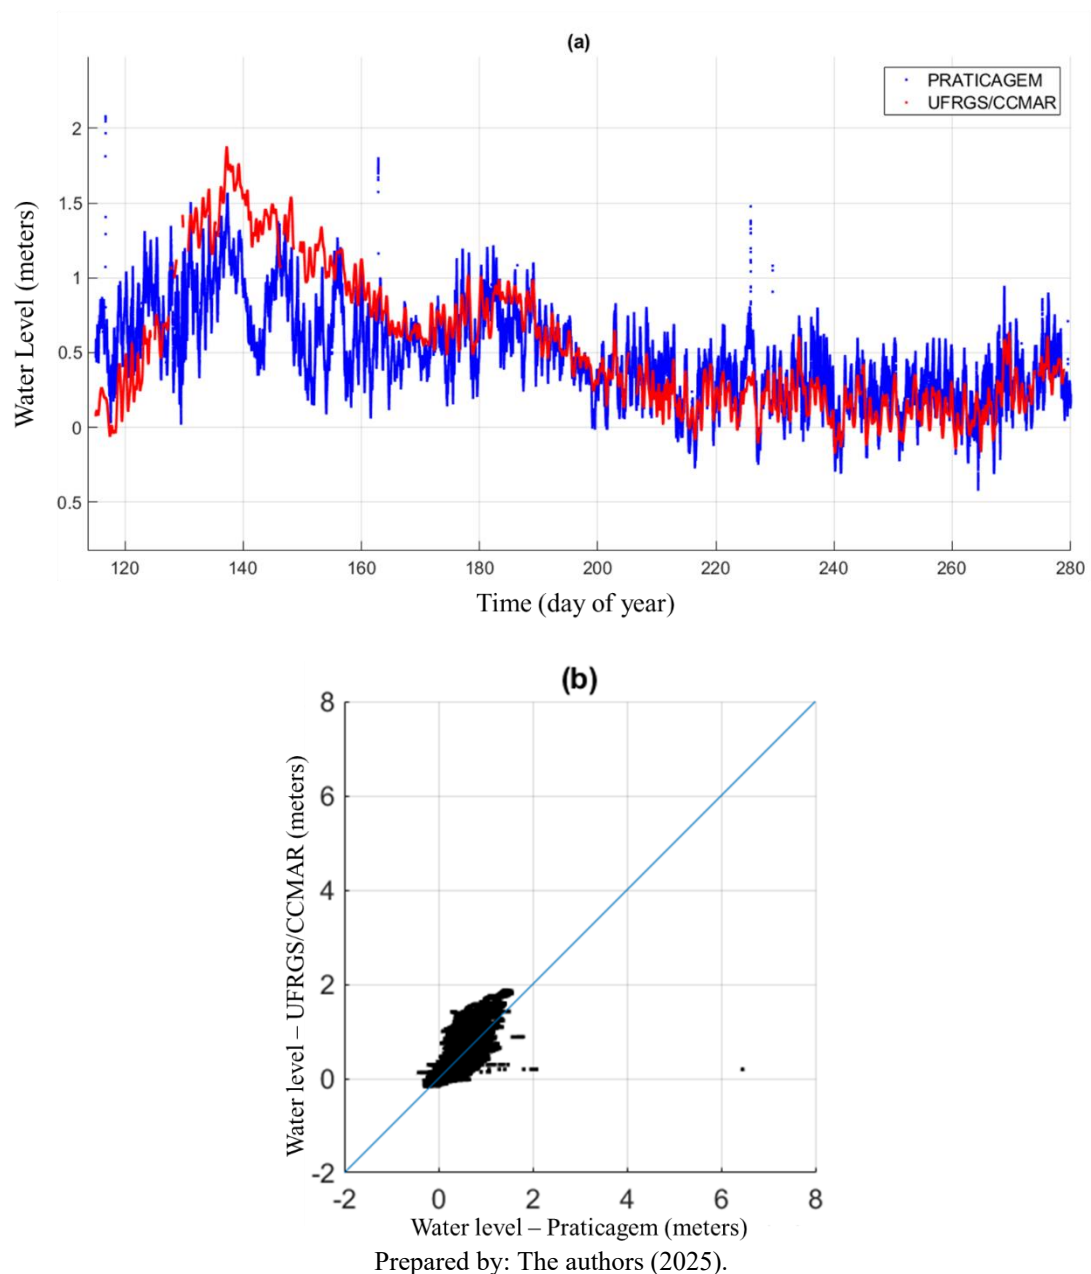 (a)
PRATICAGEM
UFRGS/CCMAR
Water Level (meters)
2
1.5
1
0.5
0
0.5
120 140 160 180 200 220 240 260 280
Time (day of year)
(b)
Water level – UFRGS/CCMAR (meters)
8
6
4
2
0
-2
-2 0 2 4 6 8
Water level – Praticagem (meters)
Prepared by: The authors (2025).